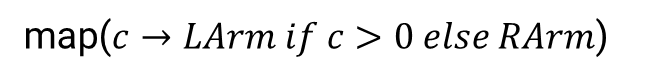 map(c → LArm if c > 0 else RArm)